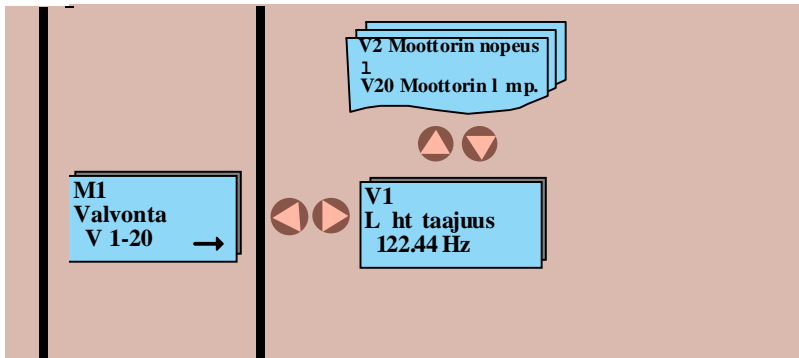 V2 Moottorin nopeus
l
V20 Moottorin l mp.
M1
Valvonta
V 1-20
V1
L ht taajuus
122.44 Hz